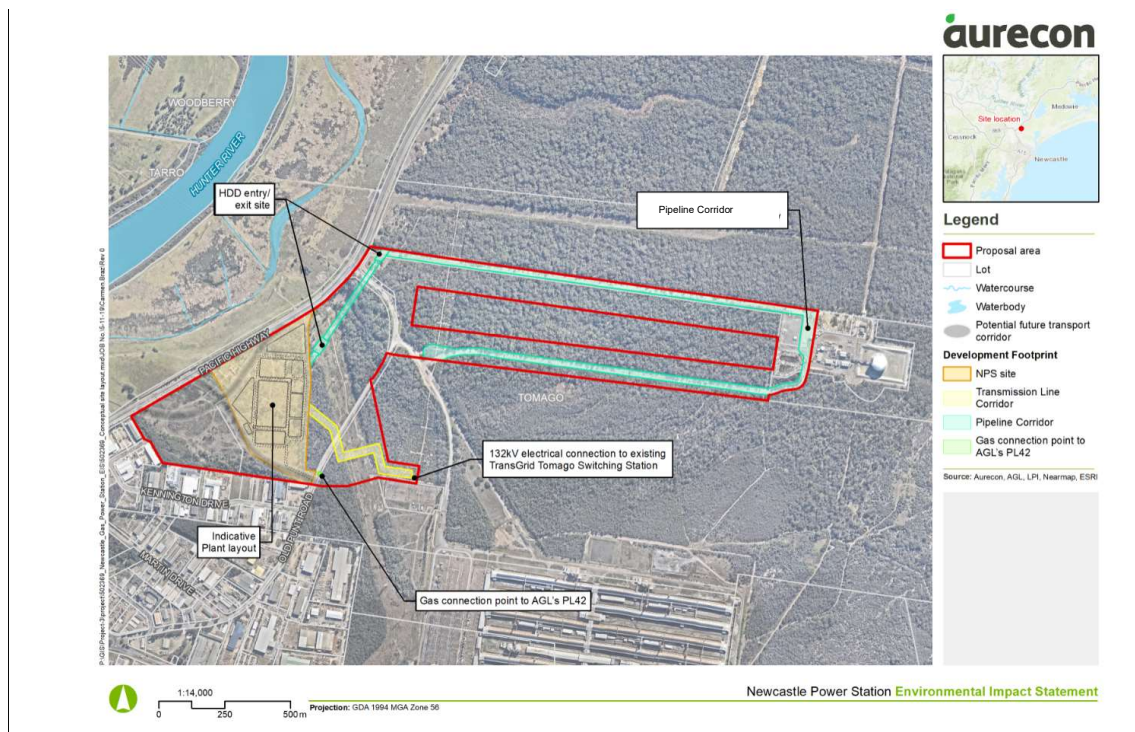 aurecon
WOODBERRY
TARRO
HUNTER RIVER
HDD entry/
exit site
Pipeline Corridor
PACIFIC HIGHWAY
TOMAGO
132kV electrical connection to existing
TransGrid Tomago Switching Station
KENNINGTON DRIVE
OLD PUNT ROAD
MARTIN DRIVE
Indicative
Plant layout
Gas connection point to AGL's PL42
Site location
Medowie
Cessnock
Newcastle
Legend
Proposal area
Lot
Watercourse
Waterbody
Potential future transport
corridor
Development Footprint
NPS site
Transmission Line
Corridor
Pipeline Corridor
Gas connection point to
AGL's PL42
Source: Aurecon, AGL, LPI, Nearmap, ESRI
1:14,000
0 250 500m
Projection: GDA 1994 MGA Zone 56
Newcastle Power Station Environmental Impact Statement